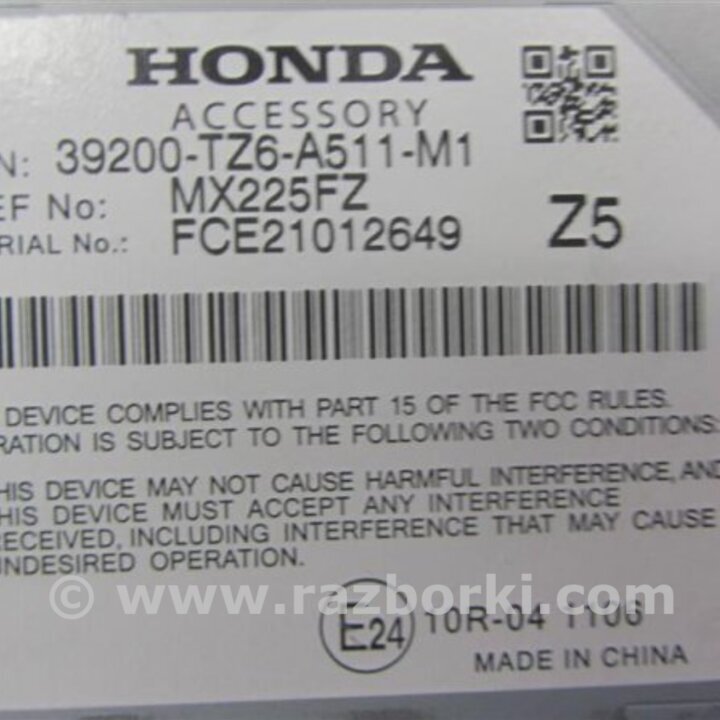 HONDA
ACCESSORY
N: 39200-TZ6-A511-M1
EF No: MX225FZ
RIAL No.: FCE21012649 Z5
DEVICE COMPLIES WITH PART 15 OF THE FCC RULES.
RATION IS SUBJECT TO THE FOLLOWING TWO CONDITIONS:
HIS DEVICE MAY NOT CAUSE HARMFUL INTERFERENCE, AND
THIS DEVICE MUST ACCEPT ANY INTERFERENCE
RECEIVED, INCLUDING INTERFERENCE THAT MAY CAUSE
UNDESIRED OPERATION.
© www.razborki.com
E24 10R-04 1106
MADE IN CHINA